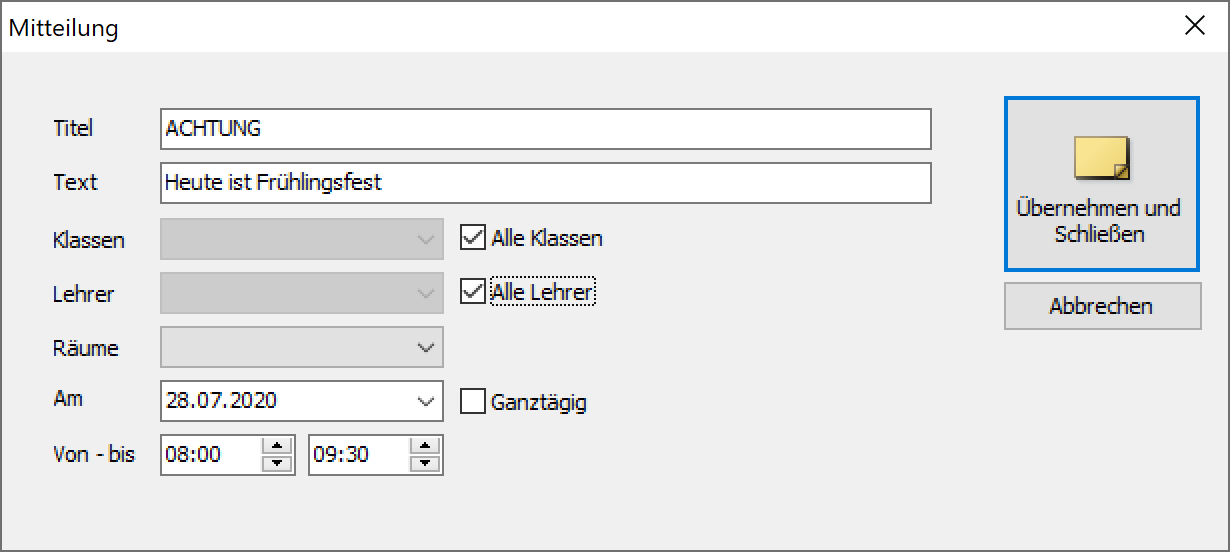 Mitteilung
Titel ACHTUNG
Text Heute ist Frühlingsfest
Klassen Alle Klassen
Lehrer Alle Lehrer
Räume
Am 28.07.2020 Ganztägig
Von - bis 08:00 09:30
Übernehmen und
Schließen
Abbrechen